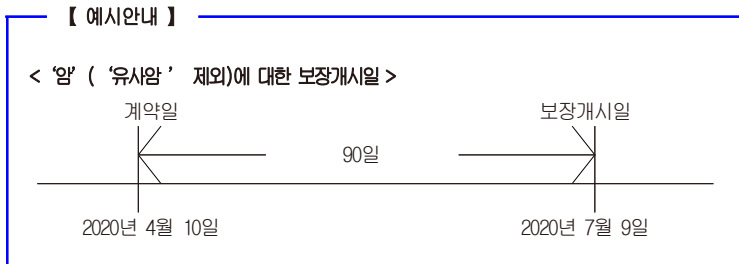 【 예시안내 】
< ‘암’ ( ‘유사암 ’ 제외)에 대한 보장개시일 >
계약일 보장개시일
90일
2020년 4월 10일 2020년 7월 9일